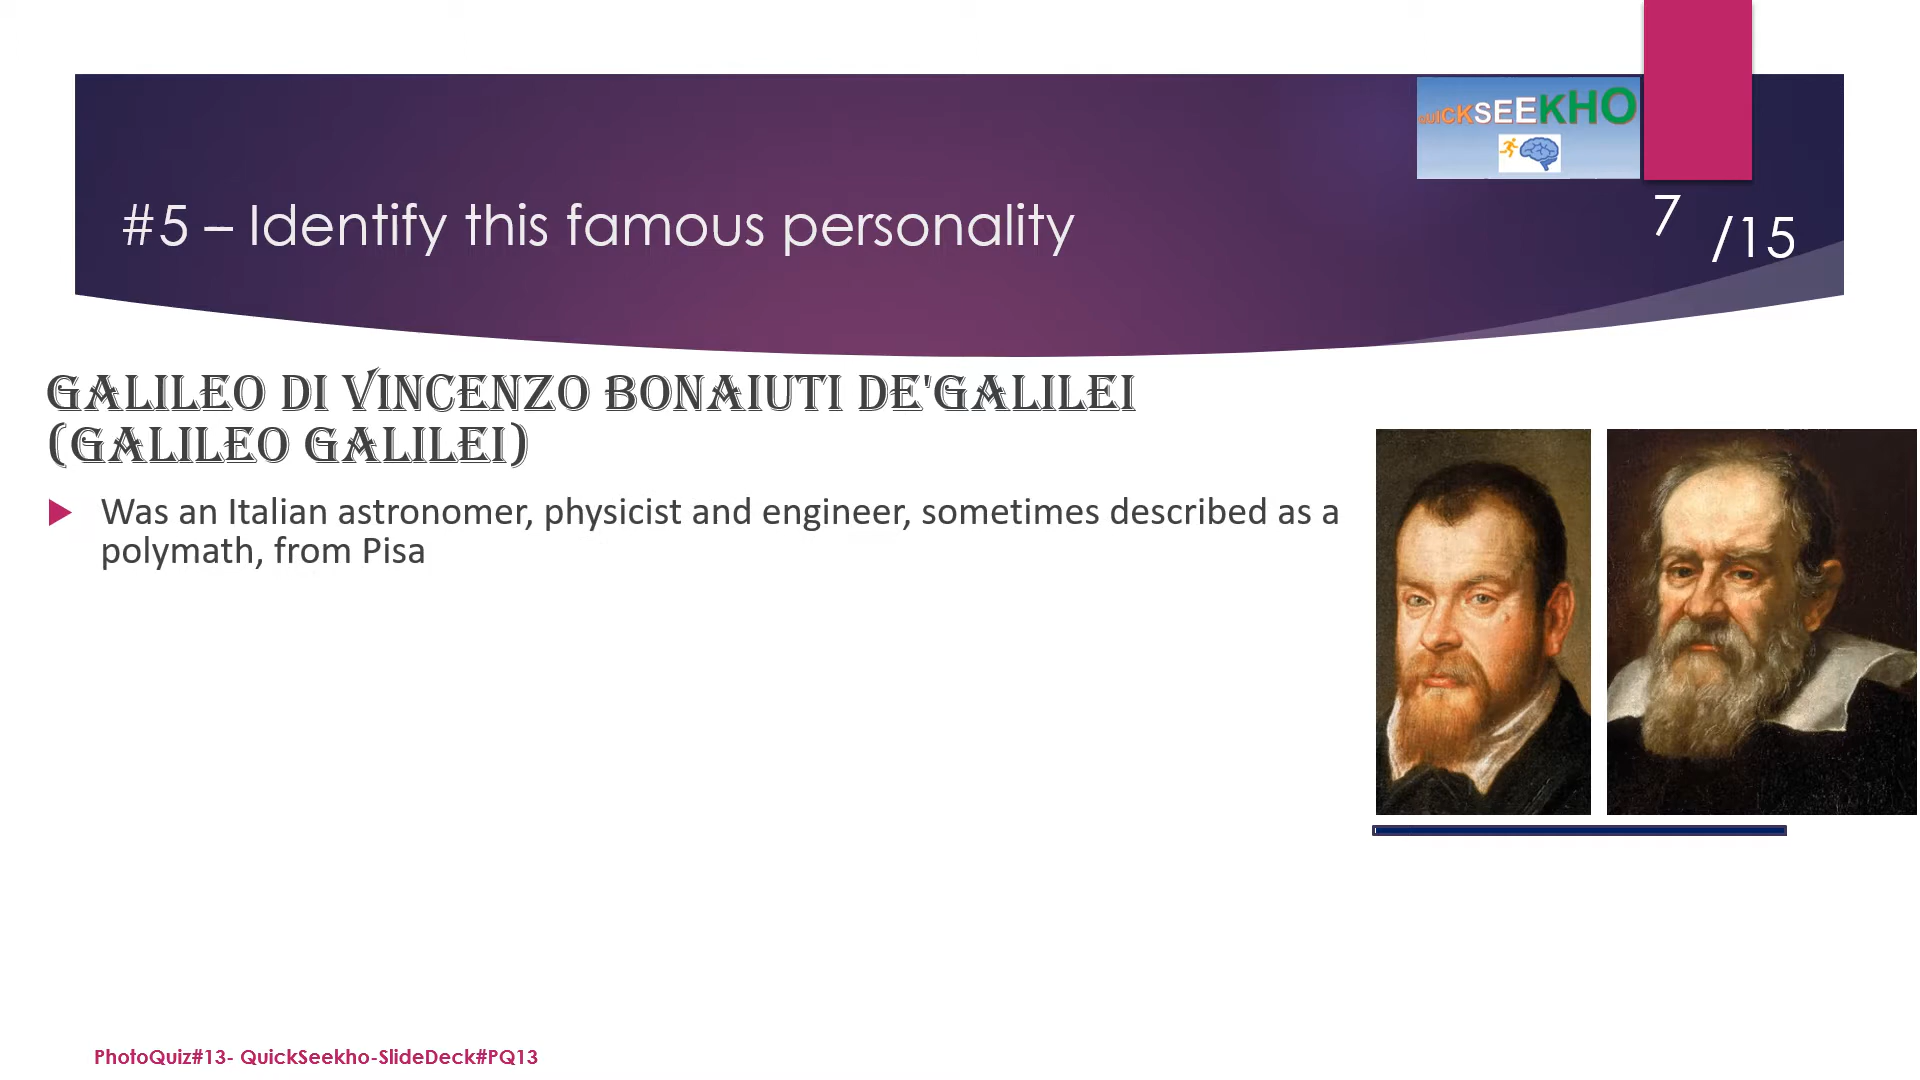 QUICKSEEKHO
#5 – Identify this famous personality
7 /15
GALILEO DI VINCENZO BONAIUTI DE'GALILEI
(GALILEO GALILEI)
Was an Italian astronomer, physicist and engineer, sometimes described as a
polymath, from Pisa
PhotoQuiz#13- QuickSeekho-SlideDeck#PQ13